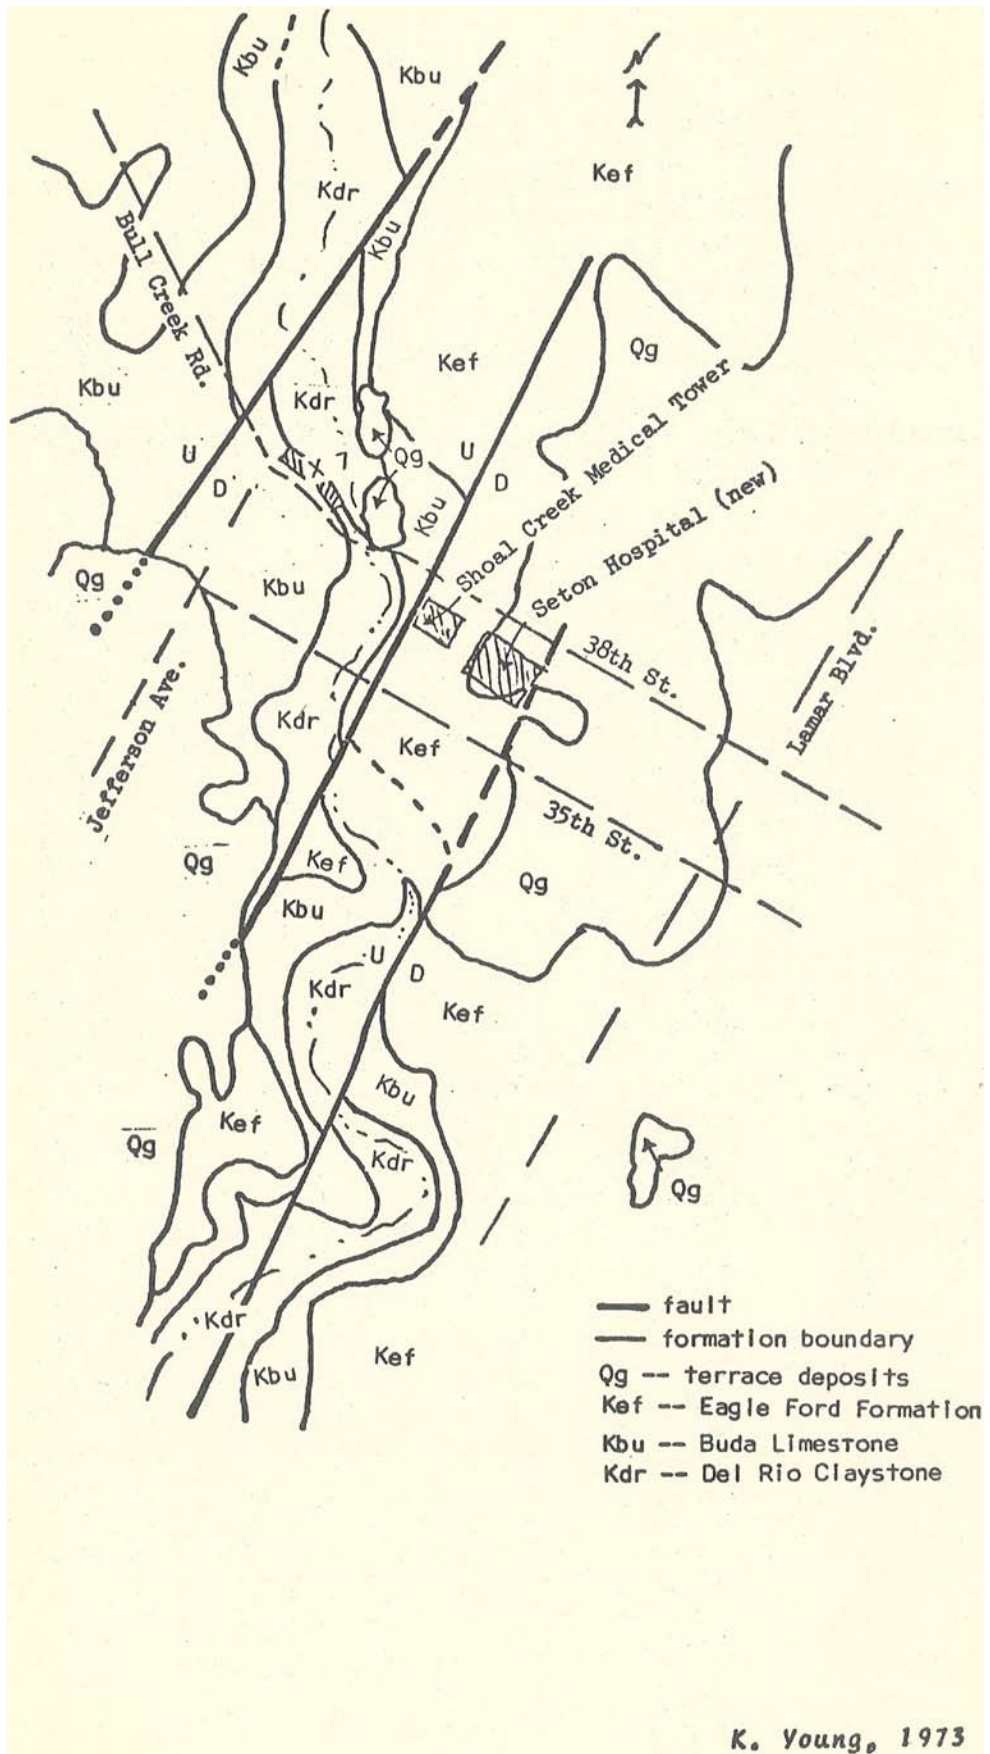 Kbu
Kbu
N
Kef
Kdr
Kbu
Bull Creek Rd.
Qg
Kef
Kbu
Kdr
Shoal Creek Medical Tower
U
D
Qg
U
D
X 7
Kbu
Seton Hospital (new)
Qg
Kbu
38th St.
Lamar Blvd.
Jefferson Ave.
Kdr
Kef
35th St.
Qg
Kef
Qg
Kbu
U
D
Kdr
Kef
Kbu
Kef
Qg
Kdr
Qg
Kdr
Kbu
Kef
fault
formation boundary
Qg -- terrace deposits
Kef -- Eagle Ford Formation
Kbu -- Buda Limestone
Kdr -- Del Rio Claystone
K. Young, 1973